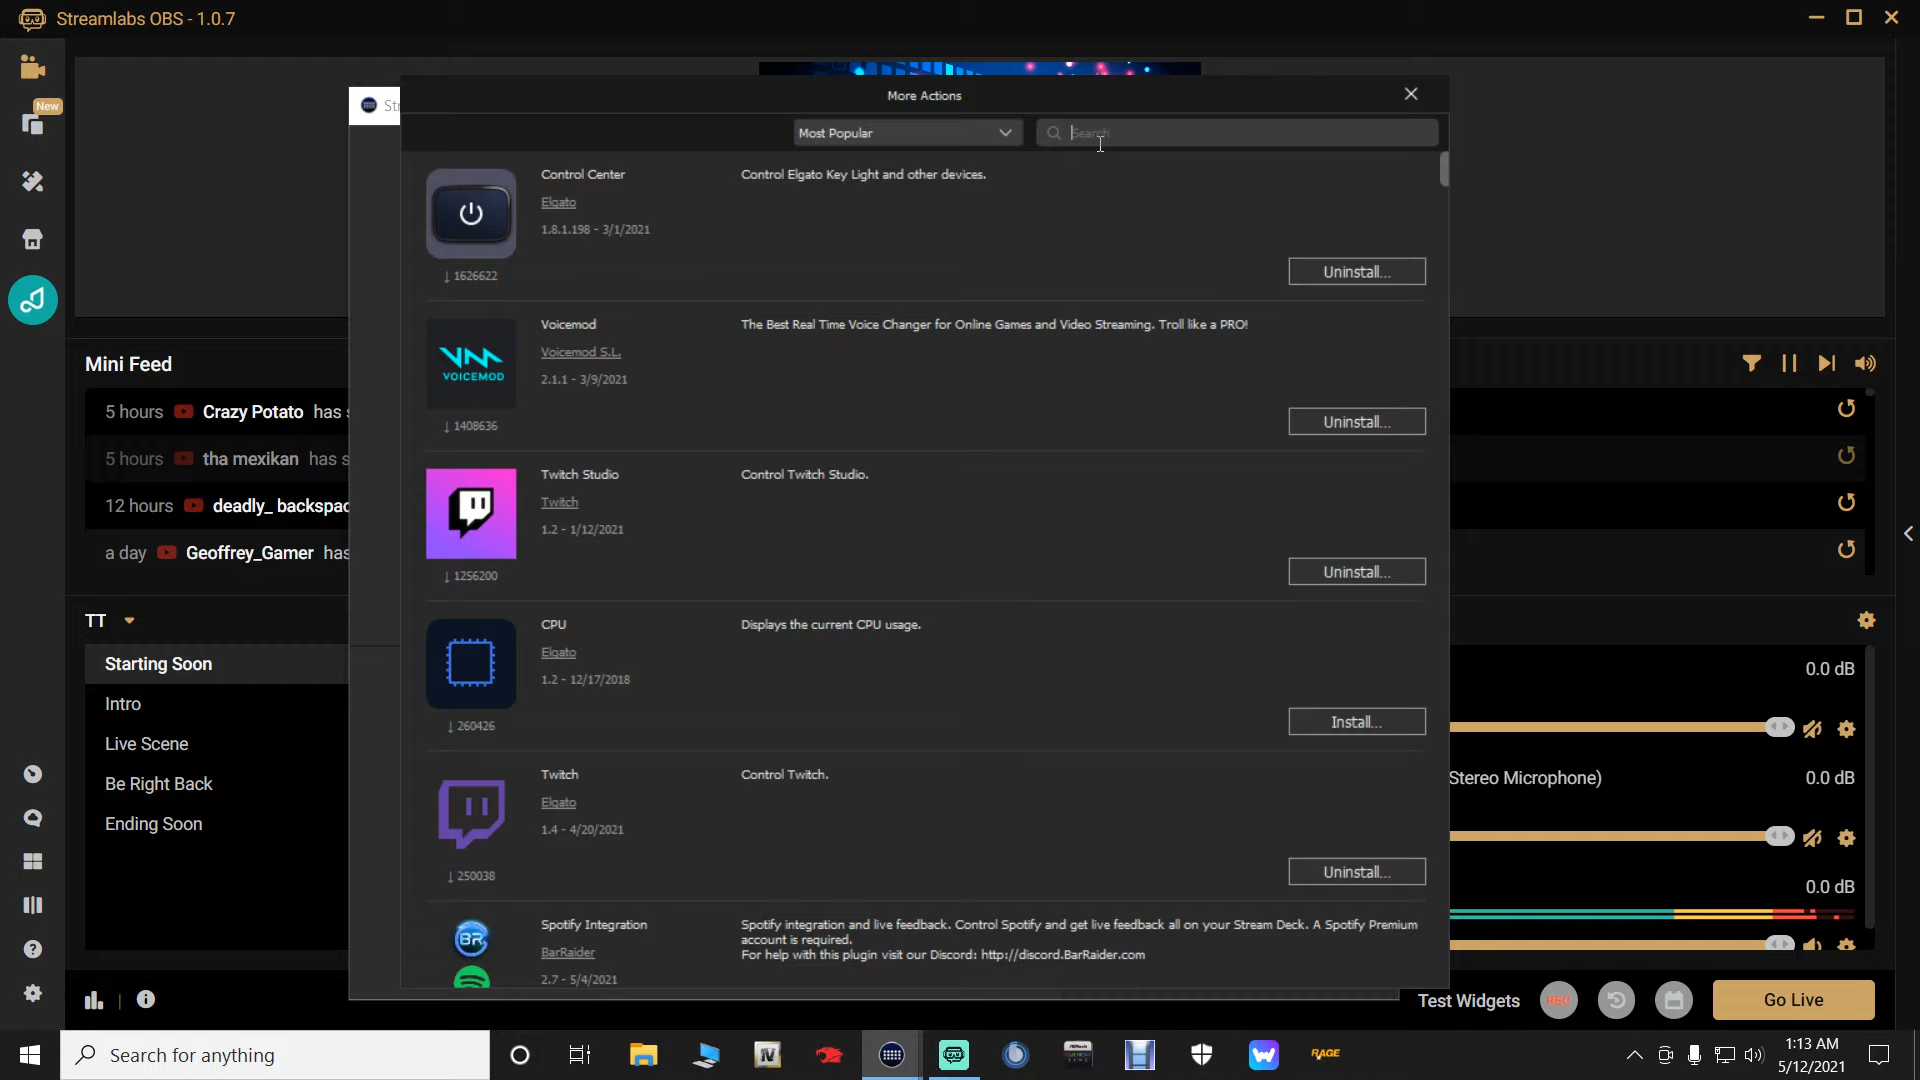 Streamlabs OBS - 1.0.7
New
St
More Actions
Most Popular
Search
Control Center
Control Elgato Key Light and other devices.
Elgato
1.8.1.198 - 3/1/2021
↓ 1626622
Uninstall...
Voicemod
The Best Real Time Voice Changer for Online Games and Video Streaming. Troll like a PRO!
Voicemod S.L.
2.1.1 - 3/9/2021
VOICEMOD
↓ 1408636
Uninstall...
Twitch Studio
Control Twitch Studio.
Twitch
1.2 - 1/12/2021
↓ 1256200
Uninstall...
CPU
Displays the current CPU usage.
Elgato
1.2 - 12/17/2018
↓ 260426
Install...
Twitch
Control Twitch.
Elgato
1.4 - 4/20/2021
↓ 250038
Uninstall...
Spotify Integration
Spotify integration and live feedback. Control Spotify and get live feedback all on your Stream Deck. A Spotify Premium
account is required.
For help with this plugin visit our Discord: http://discord.BarRaider.com
BR
BarRaider
2.7 - 5/4/2021
Mini Feed
5 hours Crazy Potato has s
5 hours tha mexikan has s
12 hours deadly_ backspac
a day Geoffrey_Gamer has
TT
Starting Soon
Intro
Live Scene
Be Right Back
Ending Soon
0.0 dB
Stereo Microphone) 0.0 dB
0.0 dB
Test Widgets
REC
Go Live
Search for anything
IV
RAGE
1:13 AM
5/12/2021